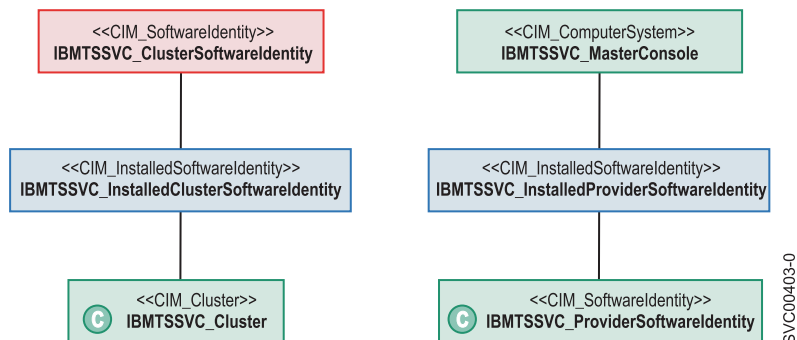 <<CIM_SoftwareIdentity>>
IBMTSSVC_ClusterSoftwareIdentity
<<CIM_ComputerSystem>>
IBMTSSVC_MasterConsole
<<CIM_InstalledSoftwareIdentity>>
IBMTSSVC_InstalledClusterSoftwareIdentity
<<CIM_InstalledSoftwareIdentity>>
IBMTSSVC_InstalledProviderSoftwareIdentity
<<CIM_Cluster>>
C IBMTSSVC_Cluster
<<CIM_SoftwareIdentity>>
C IBMTSSVC_ProviderSoftwareIdentity
SVC00403-0